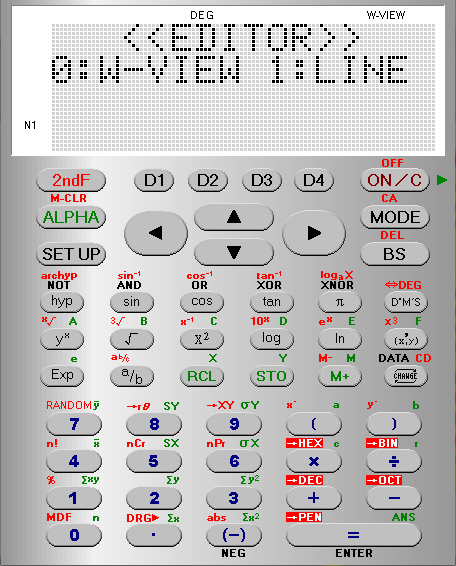 DEG W-VIEW
<<EDITOR>>
0:W-VIEW 1:LINE
N1
OFF
2ndF D1 D2 D3 D4 ON/C
M-CLR CA
ALPHA ◀ ▲ ▶ MODE
DEL
SET UP ▼ BS
archyp sin⁻¹ cos⁻¹ tan⁻¹ logₐX ⇔DEG
NOT AND OR XOR XNOR
hyp sin cos tan π D°M'S
ˣ√ A ³√ B x⁻¹ C 10ˣ D eˣ E x³ F
yˣ √ X² log ln (x,y)
e a b/c X Y M- M DATA CD
Exp a/b RCL STO M+ CHANGE
RANDOM ȳ →rθ SY →XY σY x´ a y´ b
7 8 9 ( )
n! x̄ nCr SX nPr σX →HEX c →BIN r
4 5 6 × ÷
% Σxy Σy Σy² →DEC →OCT
1 2 3 + −
MDF n DRG▶ Σx abs Σx² →PEN ANS
0 · (−) =
NEG ENTER